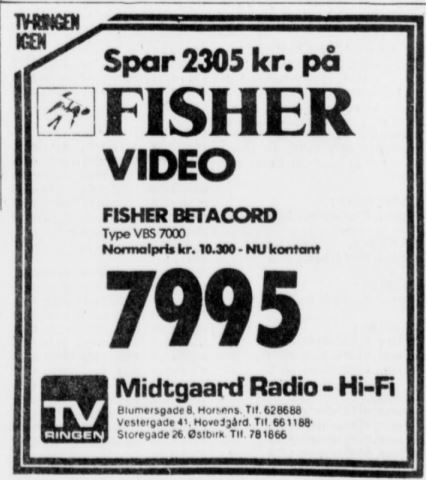 TV-RINGEN
IGEN
Spar 2305 kr. på
FISHER
VIDEO
FISHER BETACORD
Type VBS 7000
Normalpris kr. 10.300 - NU kontant
7995
Midtgaard Radio - Hi-Fi
Blumersgade 8, Horsens. Tlf. 628688
Vestergade 41, Hovedgård. Tlf. 661188
Storegade 26, Østbirk. Tlf. 781866
TV
RINGEN